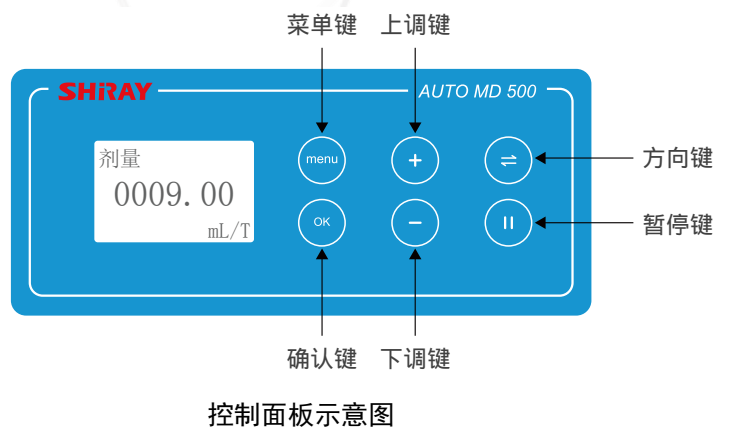 菜单键 上调键
SHiRAY AUTO MD 500
剂量
0009.00
mL/T
menu + ⇌ 方向键
OK − II 暂停键
确认键 下调键
控制面板示意图